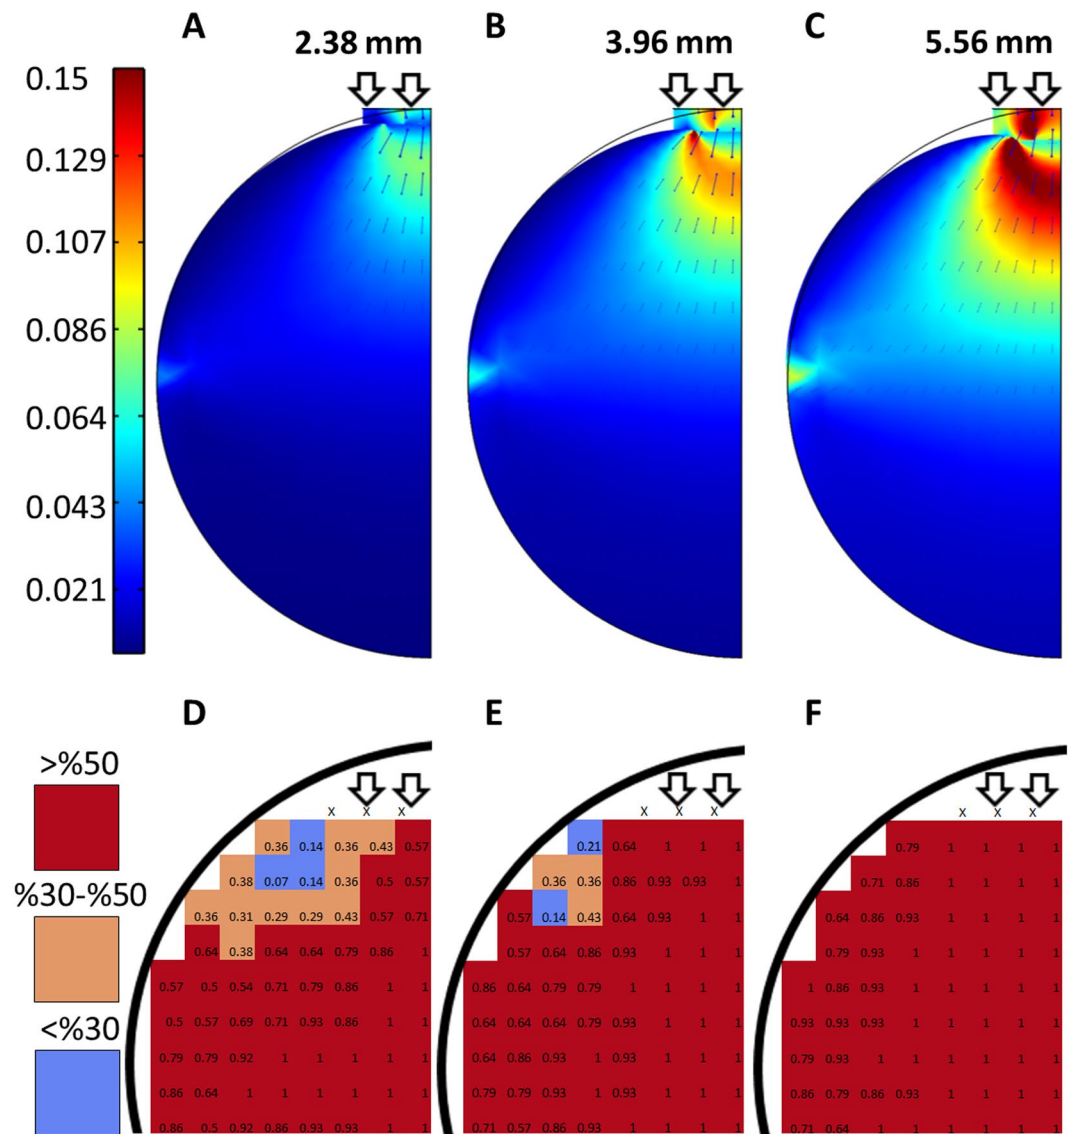 A B C
2.38 mm 3.96 mm 5.56 mm
0.15
0.129
0.107
0.086
0.064
0.043
0.021
D E F
>%50
%30-%50
<%30
x x x
0.36 0.14 0.36 0.43 0.57
0.38 0.07 0.14 0.36 0.5 0.57
0.36 0.31 0.29 0.29 0.43 0.57 0.71
0.64 0.38 0.64 0.64 0.79 0.86 1
0.57 0.5 0.54 0.71 0.79 0.86 1 1
0.5 0.57 0.69 0.71 0.93 0.86 1 1
0.79 0.79 0.92 1 1 1 1 1
0.86 0.64 1 1 1 1 1 1
0.86 0.5 0.92 0.86 0.93 0.93 1 1
x x x
0.21 0.64 1 1 1
0.36 0.36 0.86 0.93 0.93 1
0.57 0.14 0.43 0.64 0.93 1 1
0.57 0.64 0.86 0.93 1 1 1
0.86 0.64 0.79 0.79 1 1 1 1
0.64 0.64 0.64 0.79 0.93 1 1 1
0.64 0.86 0.93 1 0.93 1 1 1
0.79 0.79 0.93 1 0.93 1 1 1
0.71 0.57 0.86 0.93 1 1 1 1
x x x
0.79 1 1 1 1
0.71 0.86 1 1 1 1
0.64 0.86 0.93 1 1 1 1
0.79 0.93 1 1 1 1 1
1 0.86 0.93 1 1 1 1 1
0.93 0.93 0.93 1 1 1 1 1
0.79 0.93 1 1 1 1 1 1
0.86 0.79 0.86 0.93 1 1 1 1
0.71 0.64 1 1 1 1 1 1